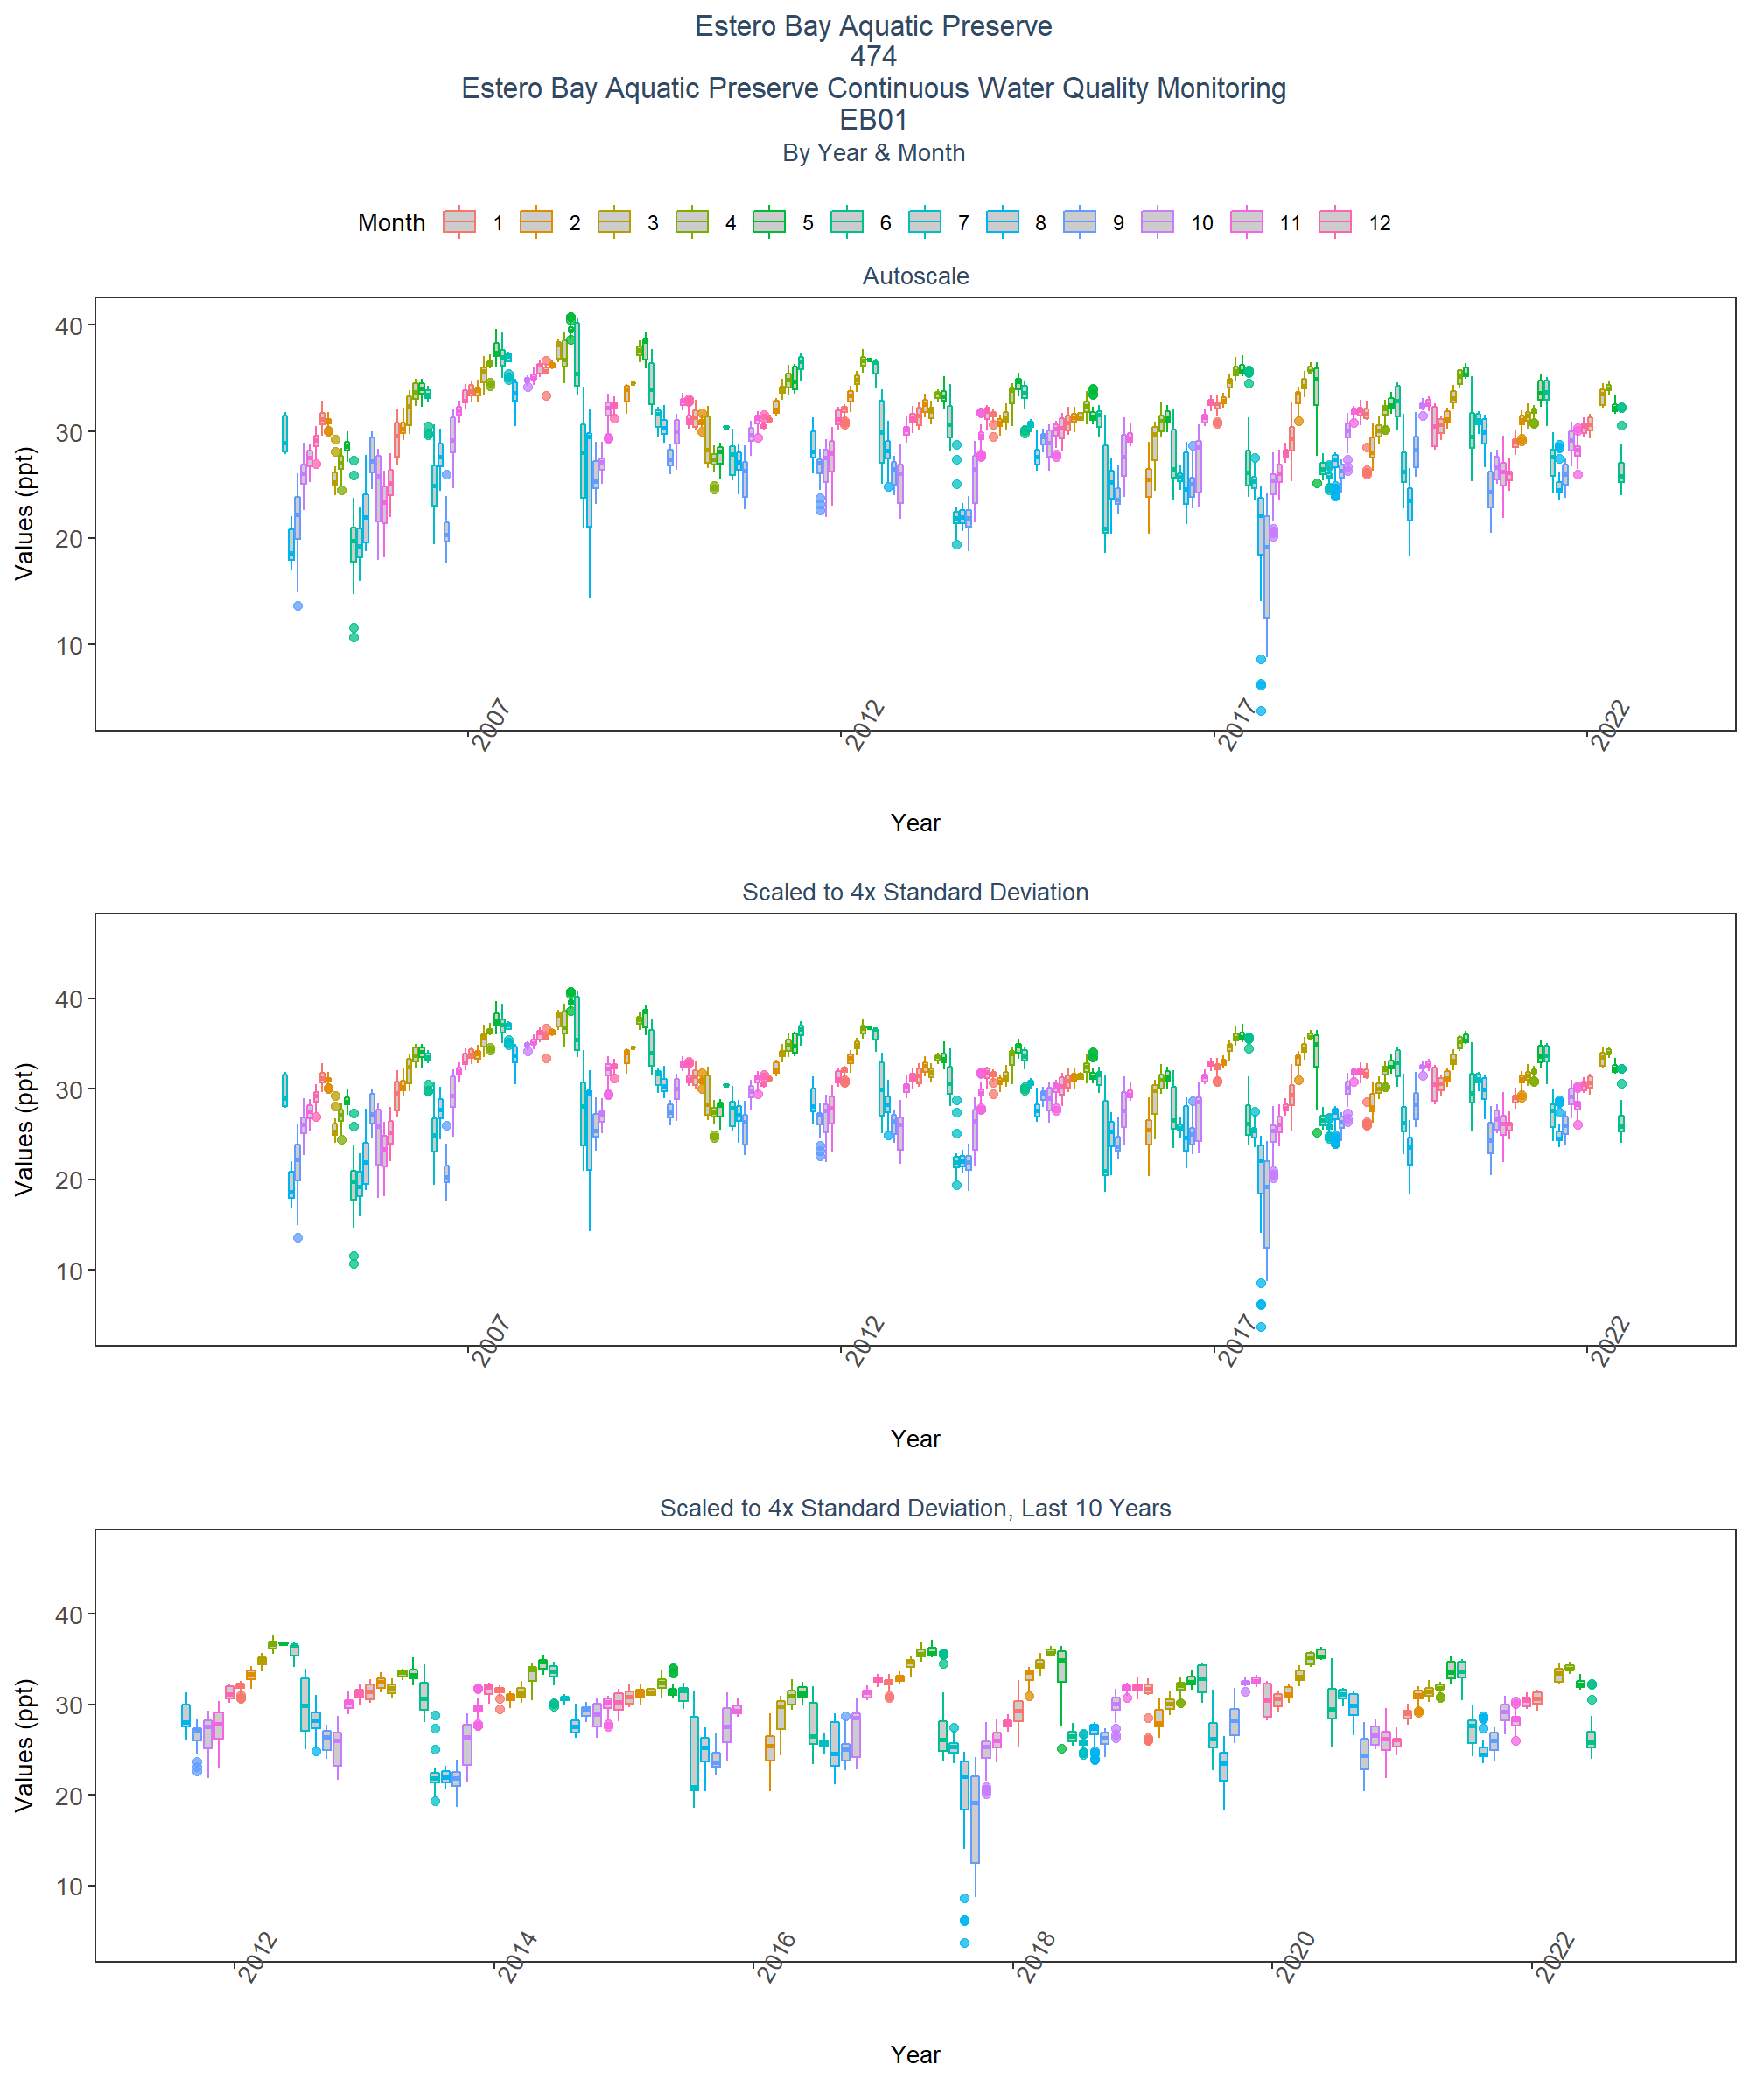 Estero Bay Aquatic Preserve
474
Estero Bay Aquatic Preserve Continuous Water Quality Monitoring
EB01
By Year & Month
Month 1 2 3 4 5 6 7 8 9 10 11 12
Autoscale
Values (ppt)
40
30
20
10
2007 2012 2017 2022
Year
Scaled to 4x Standard Deviation
Values (ppt)
40
30
20
10
2007 2012 2017 2022
Year
Scaled to 4x Standard Deviation, Last 10 Years
Values (ppt)
40
30
20
10
2012 2014 2016 2018 2020 2022
Year